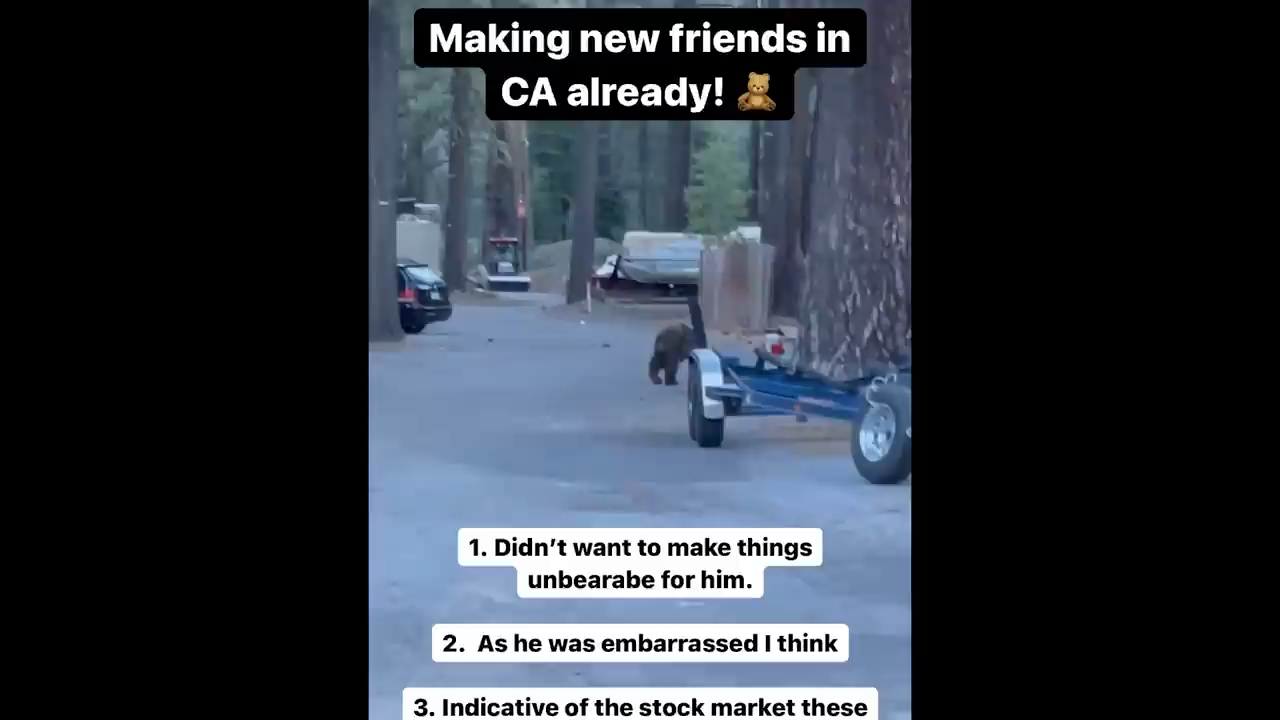 Making new friends in
CA already! 🧸
1. Didn’t want to make things
unbearabe for him.
2. As he was embarrassed I think
3. Indicative of the stock market these